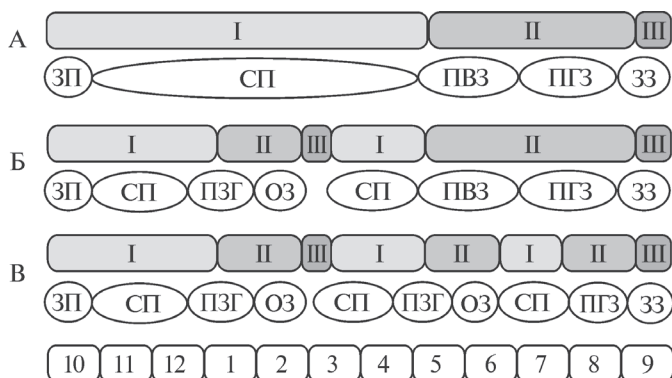 А
I II III
ЗП СП ПВЗ ПГЗ ЗЗ
Б
I II III I II III
ЗП СП ПЗГ ОЗ СП ПВЗ ПГЗ ЗЗ
В
I II III I II I II III
ЗП СП ПЗГ ОЗ СП ПЗГ ОЗ СП ПГЗ ЗЗ
10 11 12 1 2 3 4 5 6 7 8 9